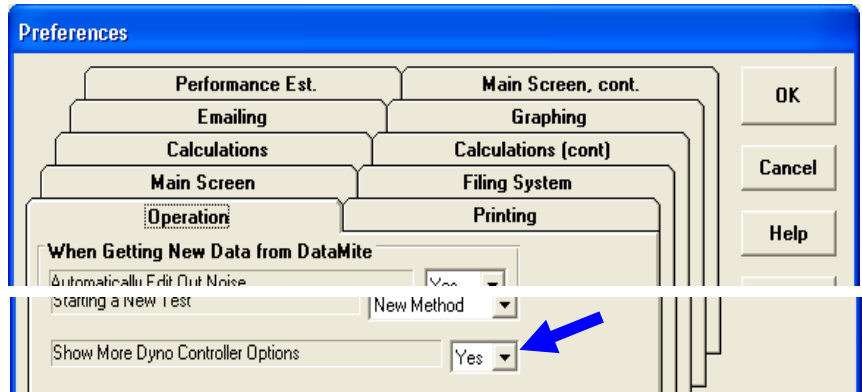 Preferences
Performance Est.
Main Screen, cont.
OK
Emailing
Graphing
Calculations
Calculations (cont)
Cancel
Main Screen
Filing System
Operation
Printing
Help
When Getting New Data from DataMite
Automatically Edit Out Noise
Yes
Starting a New Test
New Method
Show More Dyno Controller Options
Yes